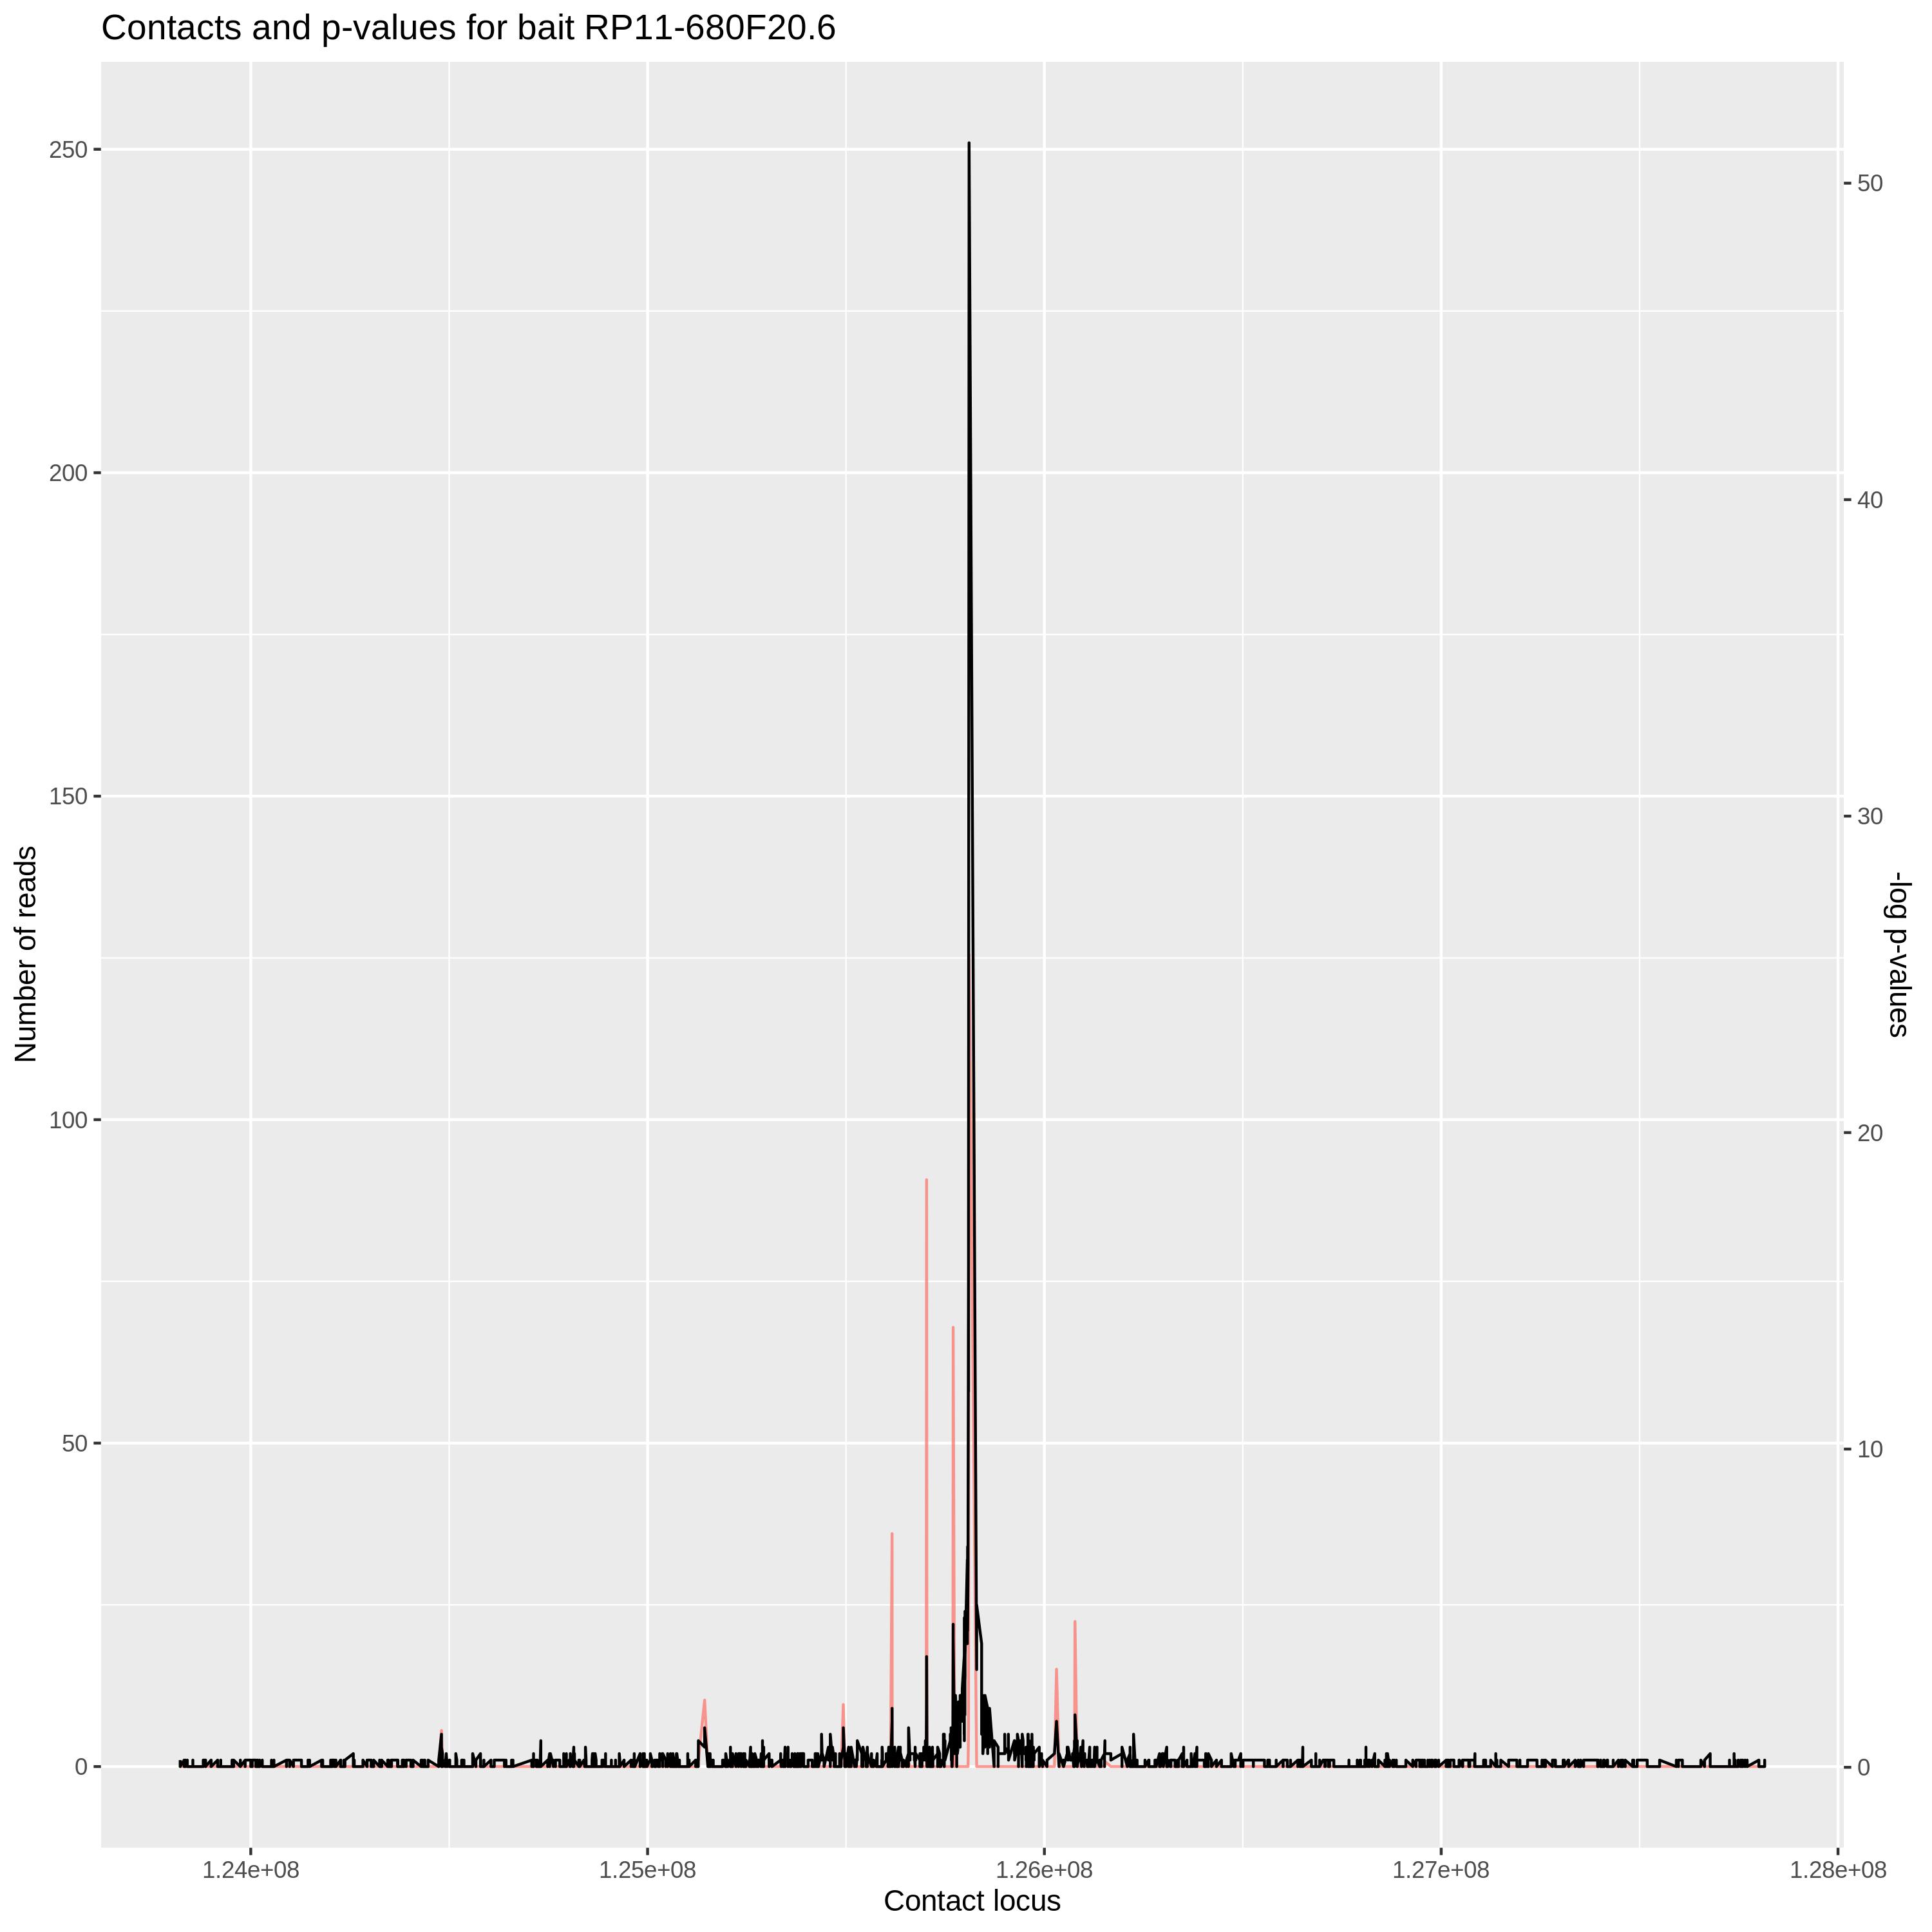 Contacts and p-values for bait RP11-680F20.6
250
200
150
100
50
0
Number of reads
50
40
30
20
10
0
-log p-values
1.24e+08
1.25e+08
1.26e+08
1.27e+08
1.28e+08
Contact locus